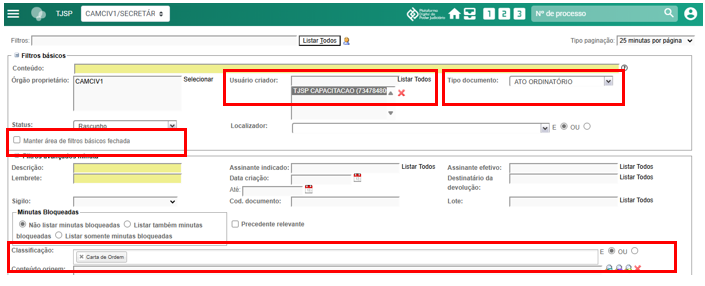 TJSP CAMCIV1/SECRETÁR Plataforma Digital do Poder Judiciário 1 2 3 Nº de processo
Filtros: Listar Todos Tipo paginação: 25 minutas por página
Filtros básicos
Conteúdo:
Órgão proprietário: CAMCIV1 Selecionar Usuário criador: Listar Todos Tipo documento: ATO ORDINATÓRIO
TJSP CAPACITACAO (73478480
Status: Rascunho Localizador: E OU
Manter área de filtros básicos fechada
Filtros avançados minuta
Descrição: Assinante indicado: Listar Todos Assinante efetivo: Listar Todos
Lembrete: Data criação: Destinatário da devolução: Listar Todos
Até:
Sigilo: Cod. documento: Lote: Listar Todos
Minutas Bloqueadas
Não listar minutas bloqueadas Listar também minutas Precedente relevante
bloqueadas Listar somente minutas bloqueadas
Classificação: × Carta de Ordem E OU
Conteúdo origem: